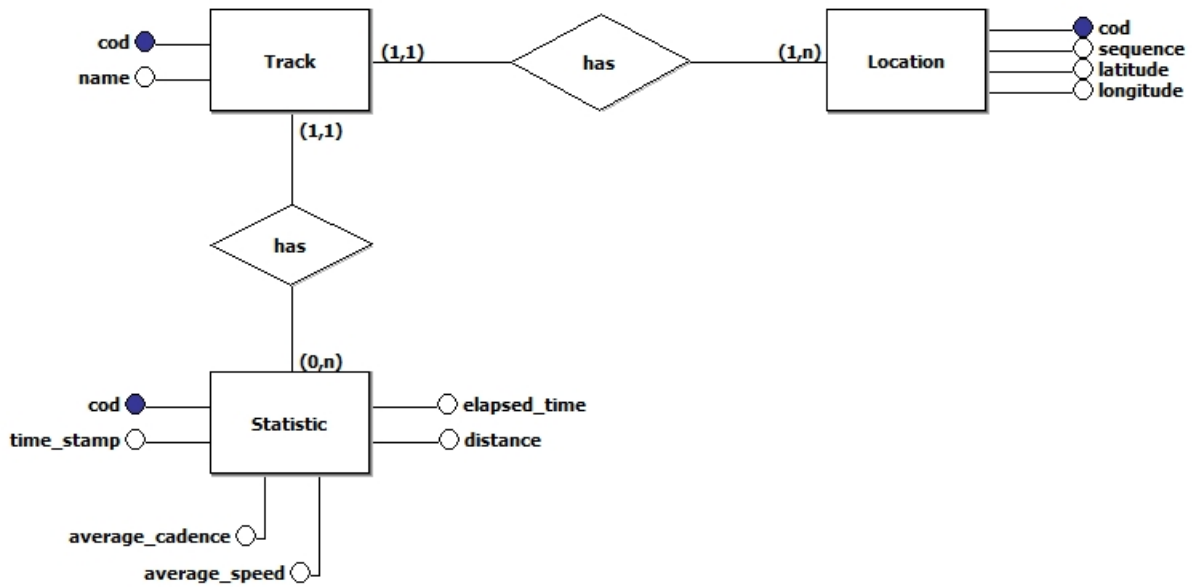 cod
name
Track
(1,1)
has
(1,n)
Location
cod
sequence
latitude
longitude
(1,1)
has
(0,n)
cod
time_stamp
Statistic
elapsed_time
distance
average_cadence
average_speed